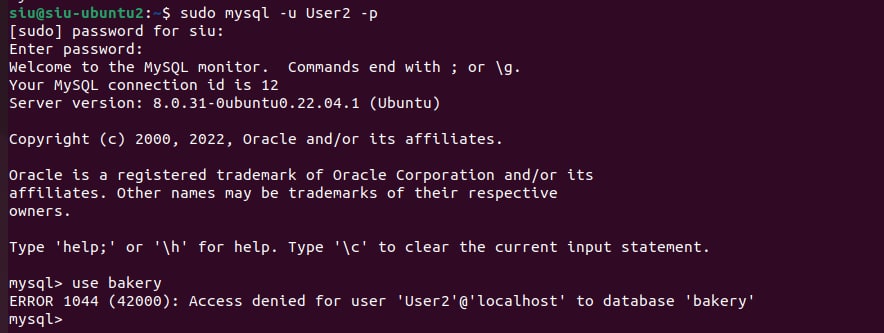 siu@siu-ubuntu2:~$ sudo mysql -u User2 -p
[sudo] password for siu:
Enter password:
Welcome to the MySQL monitor.  Commands end with ; or \g.
Your MySQL connection id is 12
Server version: 8.0.31-0ubuntu0.22.04.1 (Ubuntu)
Copyright (c) 2000, 2022, Oracle and/or its affiliates.
Oracle is a registered trademark of Oracle Corporation and/or its
affiliates. Other names may be trademarks of their respective
owners.
Type 'help;' or '\h' for help. Type '\c' to clear the current input statement.
mysql> use bakery
ERROR 1044 (42000): Access denied for user 'User2'@'localhost' to database 'bakery'
mysql>